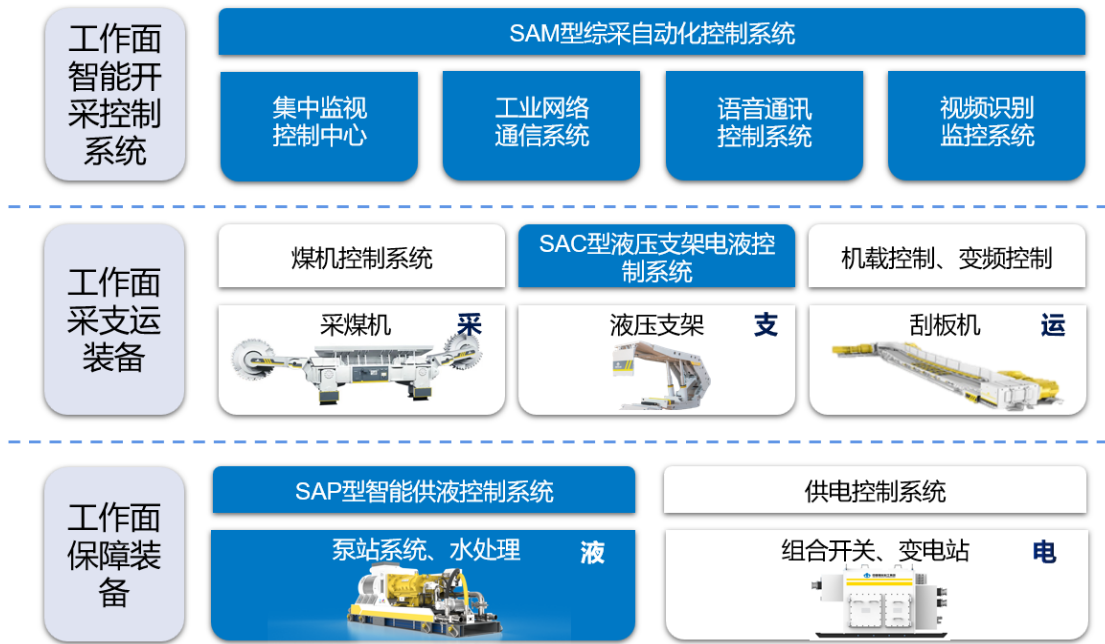 工作面
智能开
采控制
系统
SAM型综采自动化控制系统
集中监视
控制中心
工业网络
通信系统
语音通讯
控制系统
视频识别
监控系统
工作面
采支运
装备
煤机控制系统
SAC型液压支架电液控
制系统
机载控制、变频控制
采煤机
采
液压支架
支
刮板机
运
工作面
保障装
备
SAP型智能供液控制系统
供电控制系统
泵站系统、水处理
液
组合开关、变电站
电